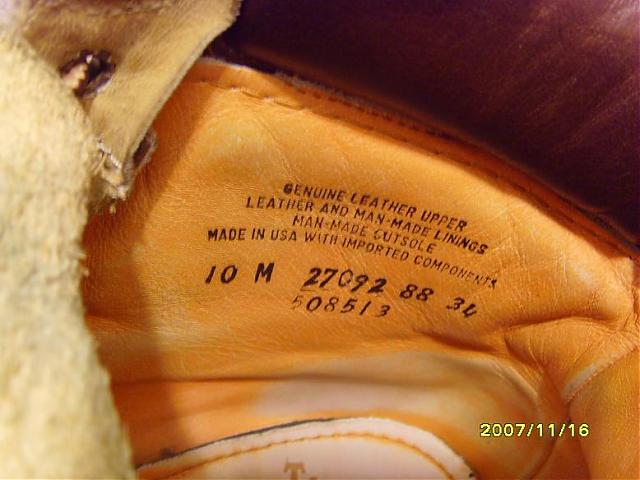 GENUINE LEATHER UPPER
LEATHER AND MAN-MADE LININGS
MAN-MADE OUTSOLE
MADE IN USA WITH IMPORTED COMPONENTS
10 M 27092 88 34
508513
2007/11/16